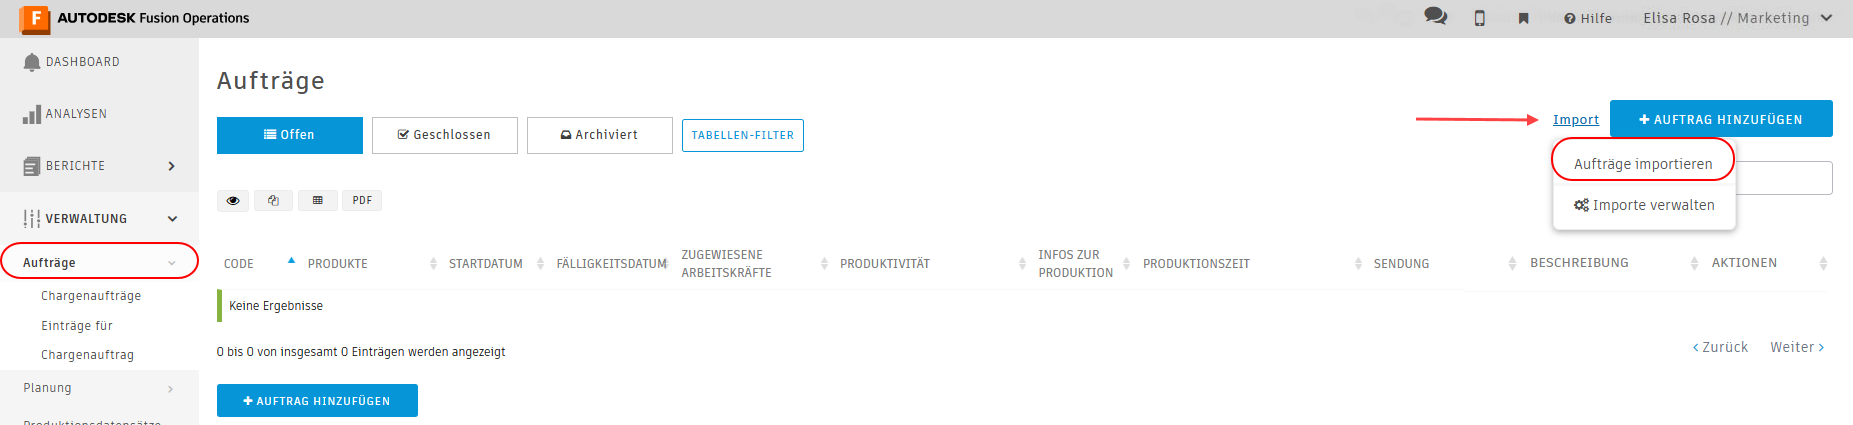 F AUTODESK Fusion Operations
Hilfe
Elisa Rosa // Marketing
DASHBOARD
ANALYSEN
BERICHTE
VERWALTUNG
Aufträge
Chargenaufträge
Einträge für
Chargenauftrag
Planung
Produktionsdatensätze
Aufträge
Offen
Geschlossen
Archiviert
TABELLEN-FILTER
Import
+ AUFTRAG HINZUFÜGEN
Aufträge importieren
Importe verwalten
PDF
CODE
PRODUKTE
STARTDATUM
FÄLLIGKEITSDATUM
ZUGEWIESENE
ARBEITSKRÄFTE
PRODUKTIVITÄT
INFOS ZUR
PRODUKTION
PRODUKTIONSZEIT
SENDUNG
BESCHREIBUNG
AKTIONEN
Keine Ergebnisse
0 bis 0 von insgesamt 0 Einträgen werden angezeigt
‹ Zurück
Weiter ›
+ AUFTRAG HINZUFÜGEN